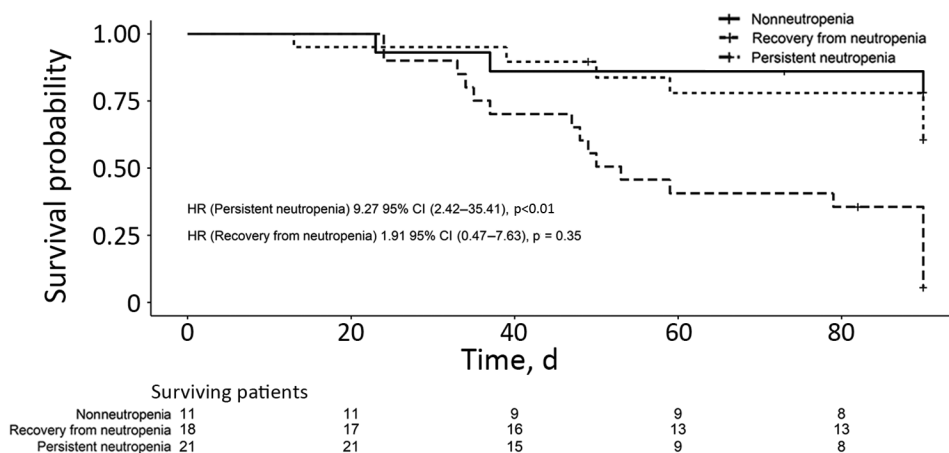 1.00
0.75
0.50
0.25
0
Survival probability
Nonneutropenia
Recovery from neutropenia
Persistent neutropenia
HR (Persistent neutropenia) 9.27 95% CI (2.42–35.41), p<0.01
HR (Recovery from neutropenia) 1.91 95% CI (0.47–7.63), p = 0.35
0 20 40 60 80
Time, d
Surviving patients
Nonneutropenia 11 11 9 9 8
Recovery from neutropenia 18 17 16 13 13
Persistent neutropenia 21 21 15 9 8